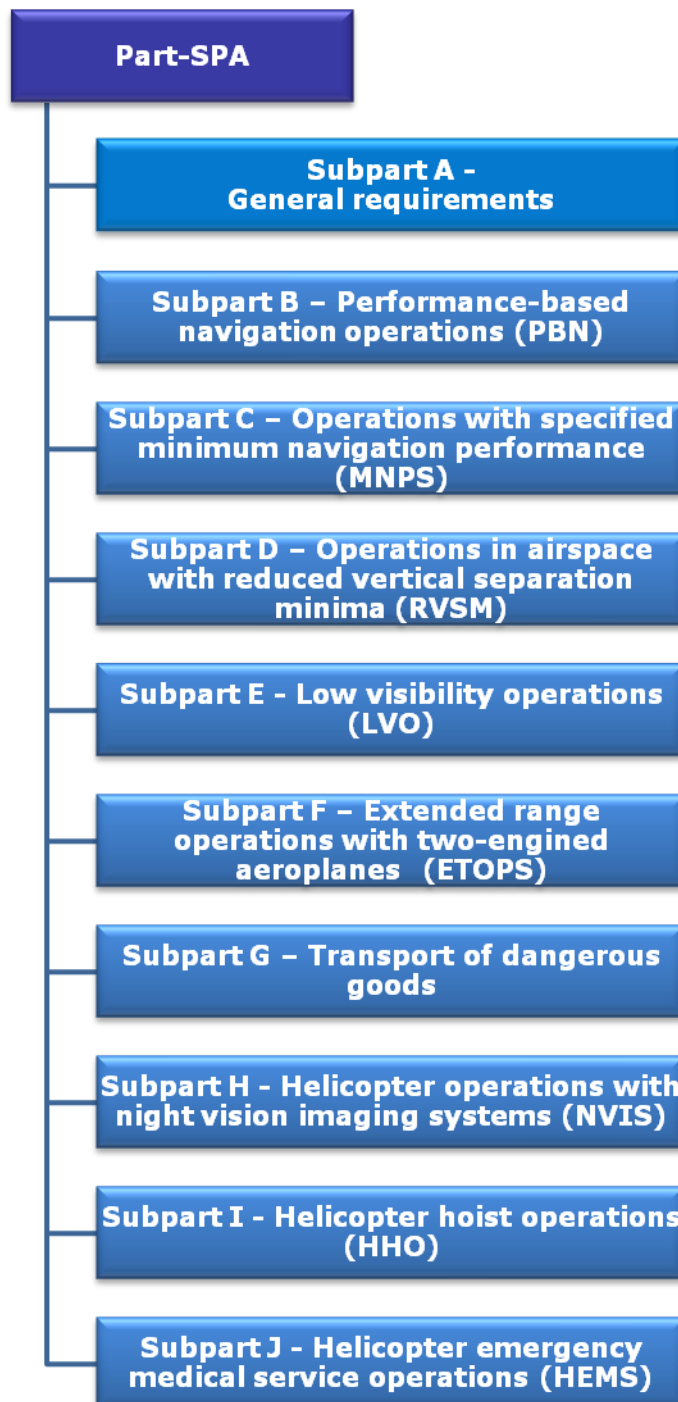 Part-SPA
Subpart A -
General requirements
Subpart B – Performance-based
navigation operations (PBN)
Subpart C – Operations with specified
minimum navigation performance
(MNPS)
Subpart D – Operations in airspace
with reduced vertical separation
minima (RVSM)
Subpart E - Low visibility operations
(LVO)
Subpart F – Extended range
operations with two-engined
aeroplanes (ETOPS)
Subpart G – Transport of dangerous
goods
Subpart H - Helicopter operations with
night vision imaging systems (NVIS)
Subpart I - Helicopter hoist operations
(HHO)
Subpart J - Helicopter emergency
medical service operations (HEMS)